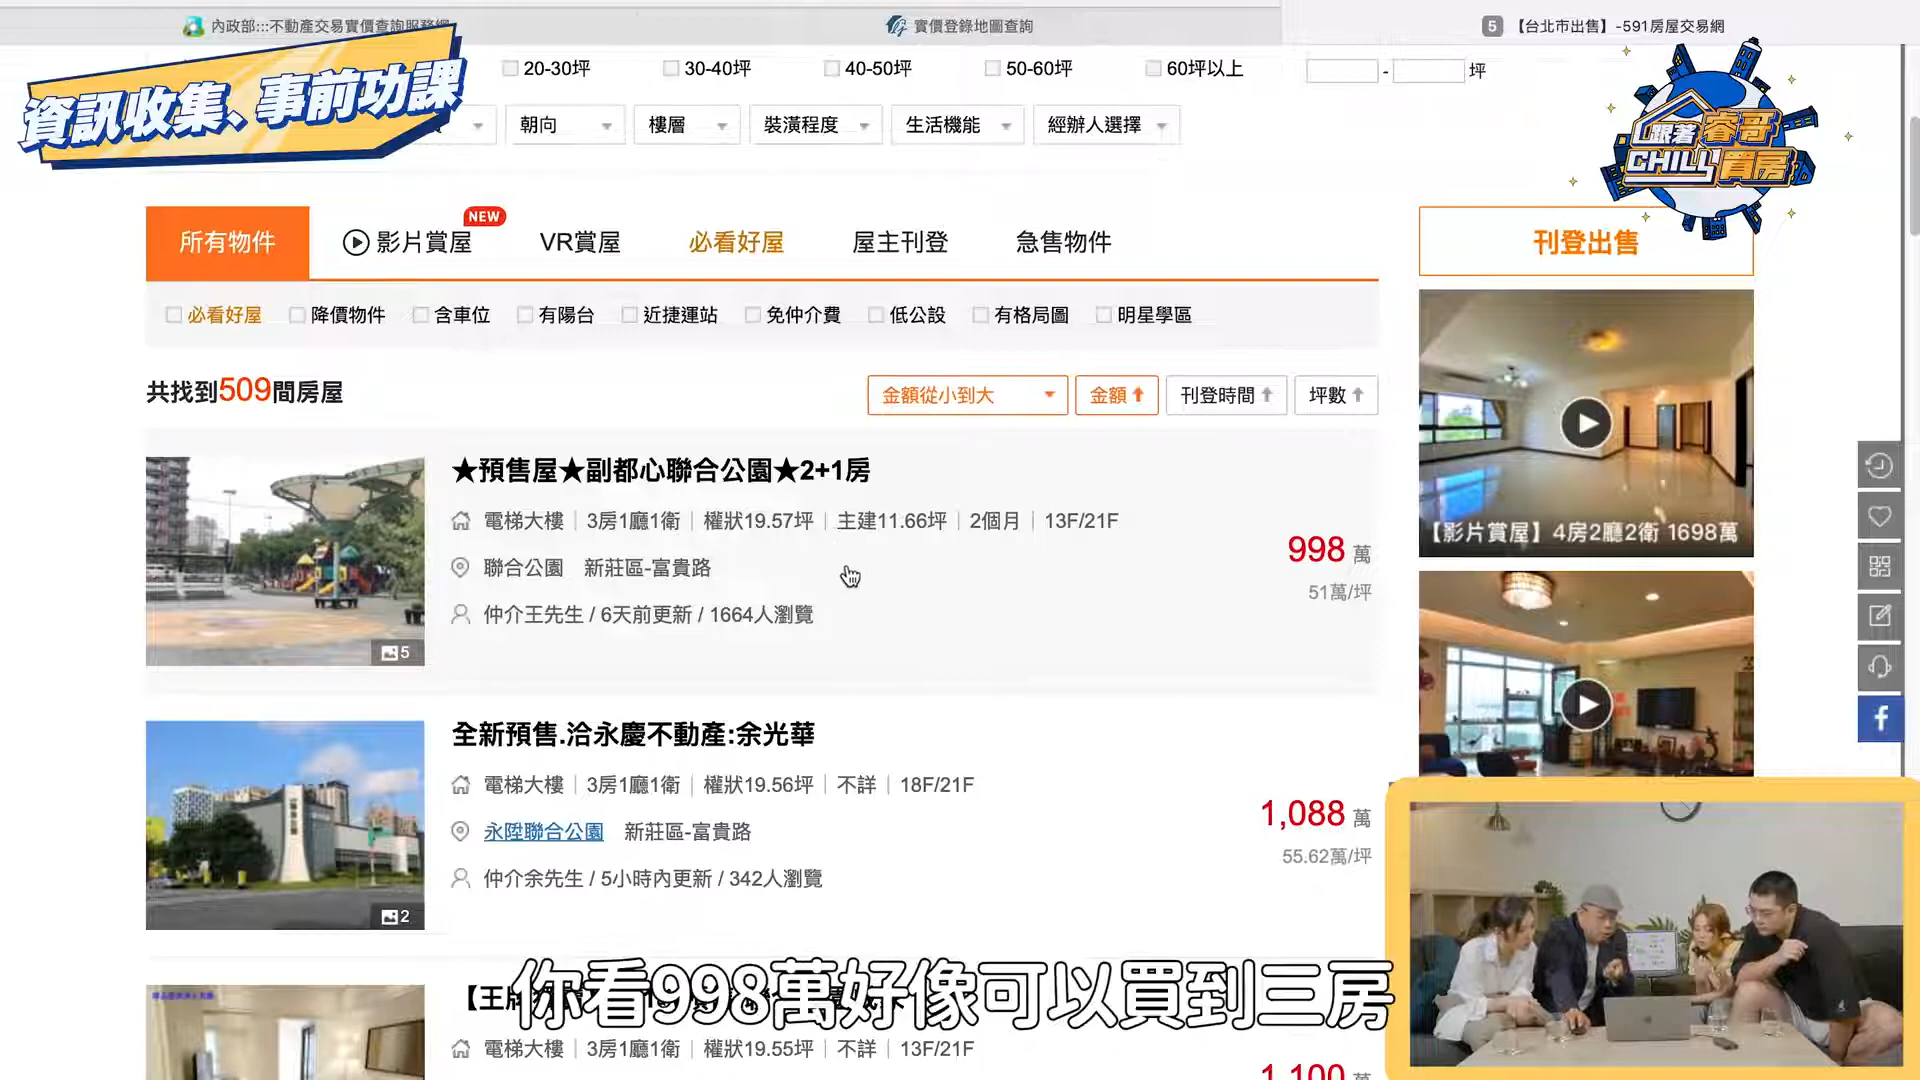 內政部:::不動產交易實價查詢服務網
實價登錄地圖查詢
5 【台北市出售】-591房屋交易網
資訊收集、事前功課
20-30坪 30-40坪 40-50坪 50-60坪 60坪以上 - 坪
朝向 樓層 裝潢程度 生活機能 經辦人選擇
跟著睿哥
CHILL買房
所有物件 影片賞屋 NEW VR賞屋 必看好屋 屋主刊登 急售物件
刊登出售
必看好屋 降價物件 含車位 有陽台 近捷運站 免仲介費 低公設 有格局圖 明星學區
共找到509間房屋
金額從小到大 金額 刊登時間 坪數
★預售屋★副都心聯合公園★2+1房
電梯大樓 3房1廳1衛 權狀19.57坪 主建11.66坪 2個月 13F/21F
聯合公園 新莊區-富貴路
仲介王先生 / 6天前更新 / 1664人瀏覽
998 萬
51萬/坪
5
【影片賞屋】4房2廳2衛 1698萬
全新預售.洽永慶不動產:余光華
電梯大樓 3房1廳1衛 權狀19.56坪 不詳 18F/21F
永陞聯合公園 新莊區-富貴路
仲介余先生 / 5小時內更新 / 342人瀏覽
1,088 萬
55.62萬/坪
2
你看998萬好像可以買到三房
電梯大樓 3房1廳1衛 權狀19.55坪 不詳 13F/21F
1,100 萬